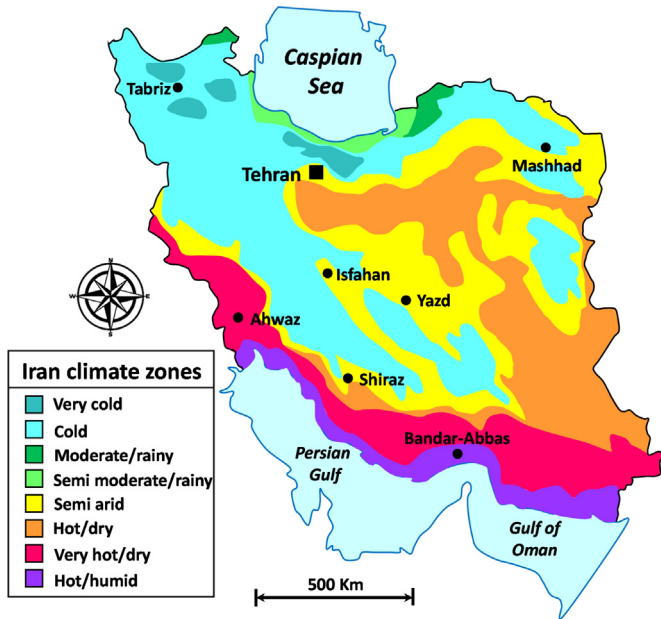 Caspian
Sea
Tabriz
Mashhad
Tehran
Isfahan
Yazd
N
W
E
S
Ahwaz
Shiraz
Iran climate zones
Very cold
Cold
Moderate/rainy
Semi moderate/rainy
Semi arid
Hot/dry
Very hot/dry
Hot/humid
Bandar-Abbas
Persian
Gulf
Gulf of
Oman
500 Km